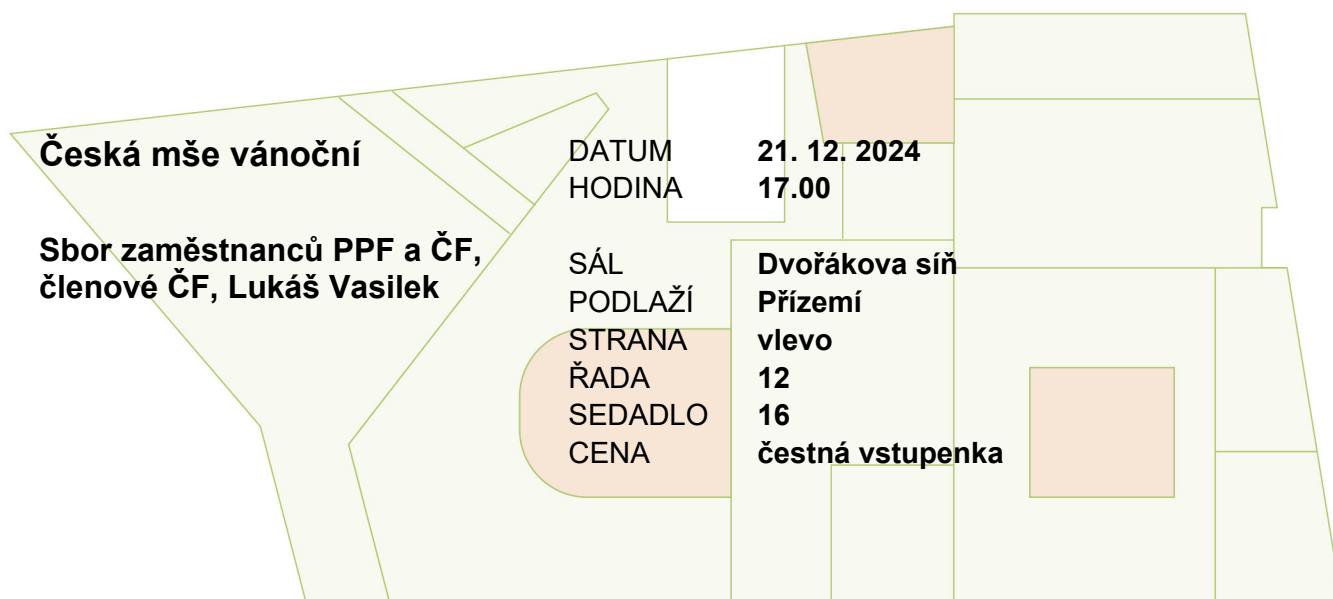 Česká mše vánoční
Sbor zaměstnanců PPF a ČF,
členové ČF, Lukáš Vasilek
DATUM 21. 12. 2024
HODINA 17.00
SÁL Dvořákova síň
PODLAŽÍ Přízemí
STRANA vlevo
ŘADA 12
SEDADLO 16
CENA čestná vstupenka